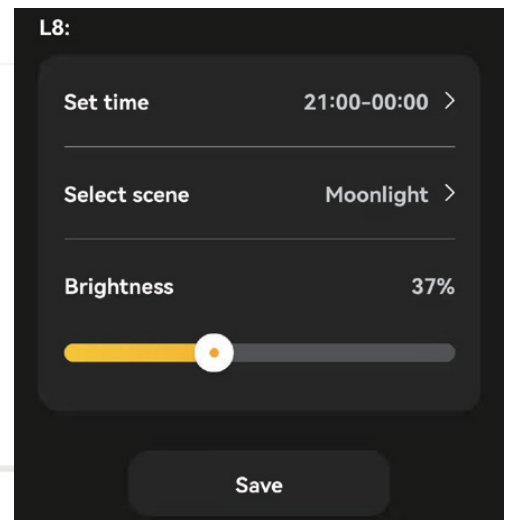 L8:
Set time 21:00-00:00 >
Select scene Moonlight >
Brightness 37%
Save